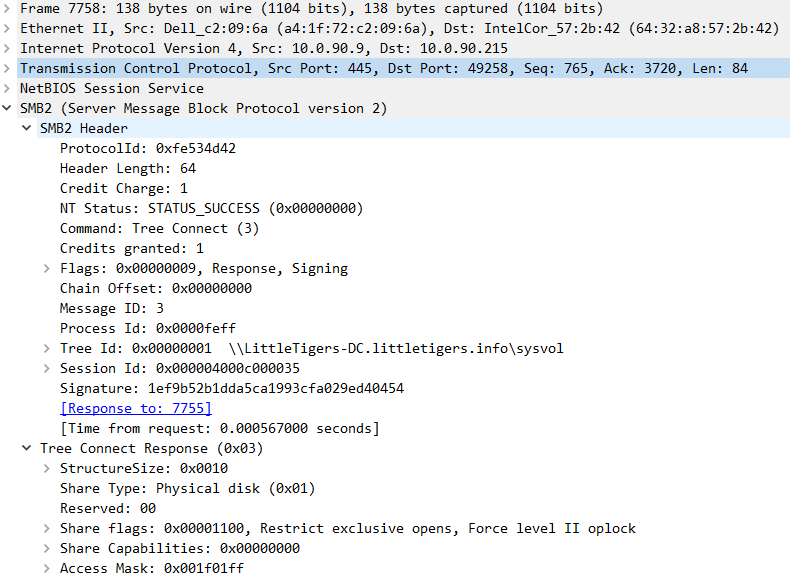 Frame 7758: 138 bytes on wire (1104 bits), 138 bytes captured (1104 bits)
Ethernet II, Src: Dell_c2:09:6a (a4:1f:72:c2:09:6a), Dst: IntelCor_57:2b:42 (64:32:a8:57:2b:42)
Internet Protocol Version 4, Src: 10.0.90.9, Dst: 10.0.90.215
Transmission Control Protocol, Src Port: 445, Dst Port: 49258, Seq: 765, Ack: 3720, Len: 84
NetBIOS Session Service
SMB2 (Server Message Block Protocol version 2)
SMB2 Header
ProtocolId: 0xfe534d42
Header Length: 64
Credit Charge: 1
NT Status: STATUS_SUCCESS (0x00000000)
Command: Tree Connect (3)
Credits granted: 1
Flags: 0x00000009, Response, Signing
Chain Offset: 0x00000000
Message ID: 3
Process Id: 0x0000feff
Tree Id: 0x00000001  \\LittleTigers-DC.littletigers.info\sysvol
Session Id: 0x000004000c000035
Signature: 1ef9b52b1dda5ca1993cfa029ed40454
[Response to: 7755]
[Time from request: 0.000567000 seconds]
Tree Connect Response (0x03)
StructureSize: 0x0010
Share Type: Physical disk (0x01)
Reserved: 00
Share flags: 0x00001100, Restrict exclusive opens, Force level II oplock
Share Capabilities: 0x00000000
Access Mask: 0x001f01ff